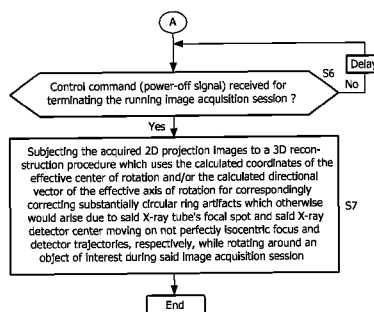 A
Delay
S6
Control command (power-off signal) received for
terminating the running image acquisition session ?
No
Yes
Subjecting the acquired 2D projection images to a 3D recon-
struction procedure which uses the calculated coordinates of the
effective center of rotation and/or the calculated directional
vector of the effective axis of rotation for correspondingly
correcting substantially circular ring artifacts which otherwise
would arise due to said X-ray tube's focal spot and said X-ray
detector center moving on not perfectly isocentric focus and
detector trajectories, respectively, while rotating around an
object of interest during said image acquisition session
S7
End